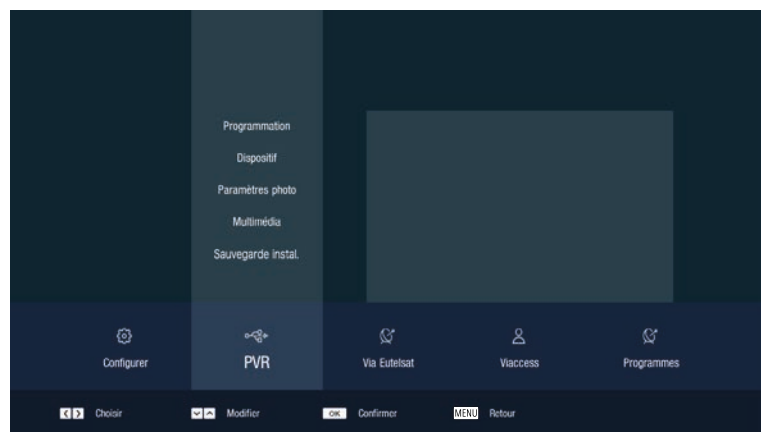 Programmation
Dispositif
Paramètres photo
Multimédia
Sauvegarde instal.
Configurer PVR Via Eutelsat Viaccess Programmes
Choisir Modifier OK Confirmer MENU Retour